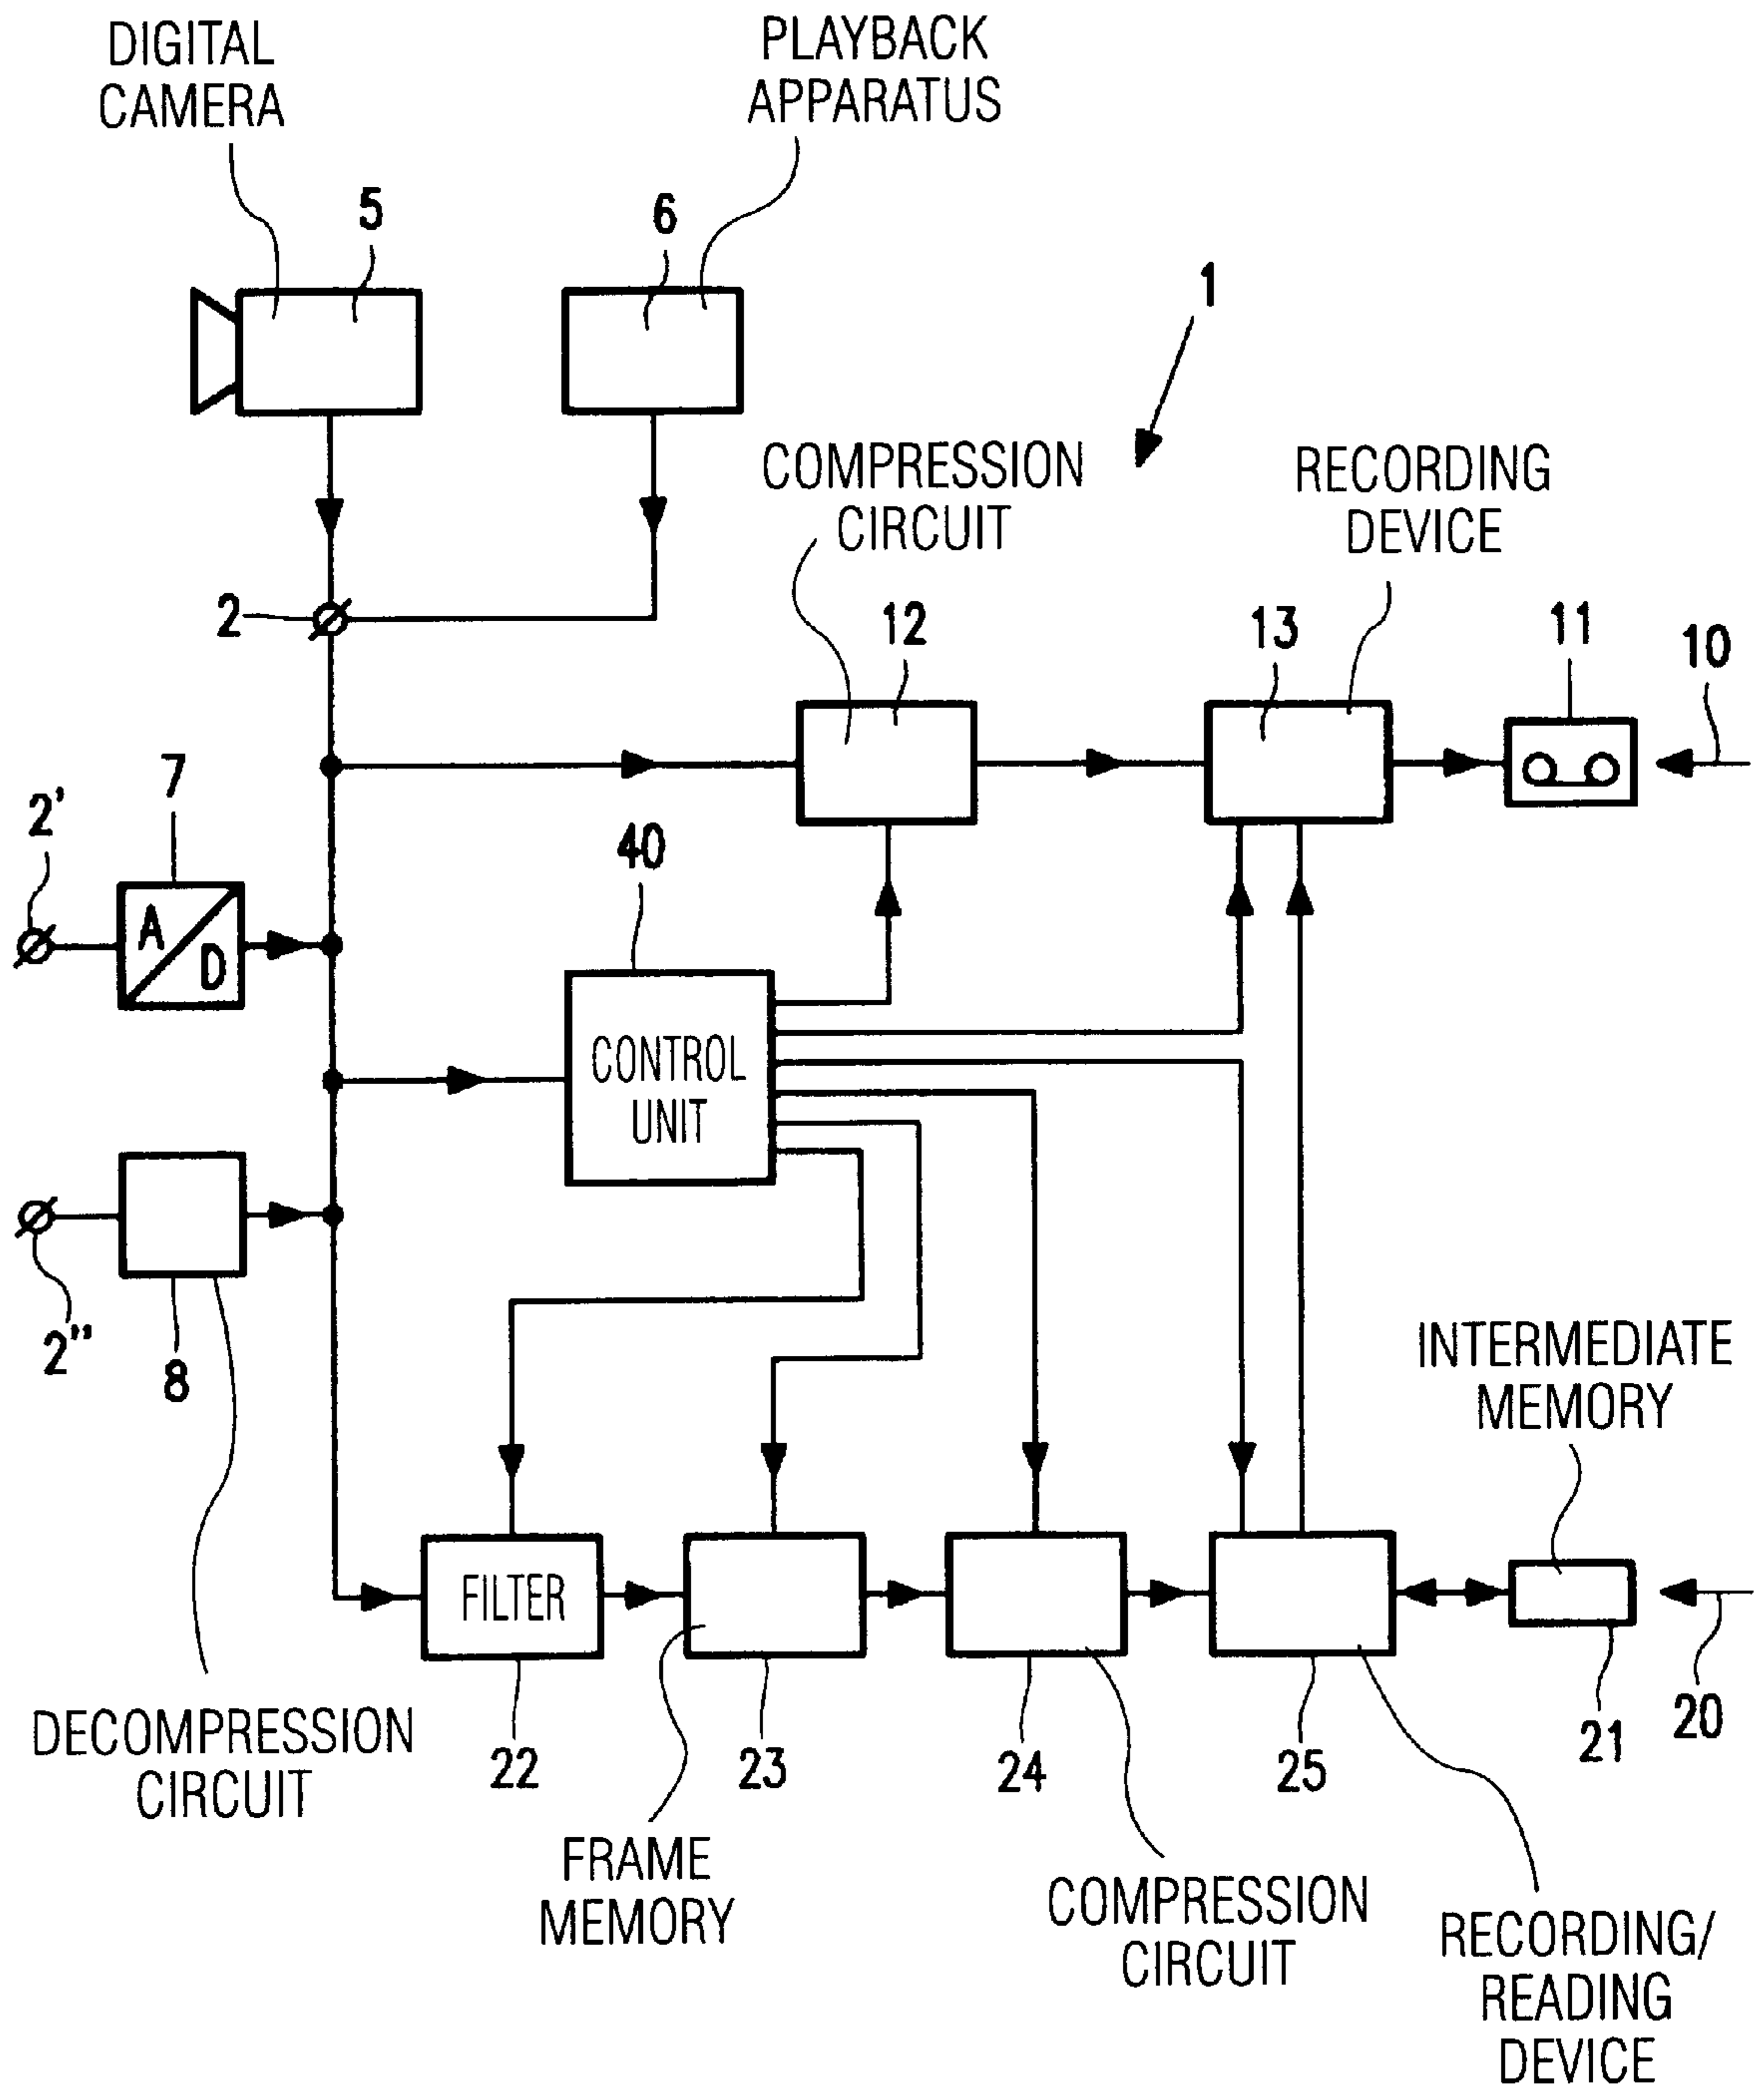 DIGITAL
CAMERA
PLAYBACK
APPARATUS
5
6
1
COMPRESSION
CIRCUIT
RECORDING
DEVICE
2
12
13
11
10
7
2'
40
A
D
CONTROL
UNIT
2"
8
INTERMEDIATE
MEMORY
FILTER
22
23
24
25
21
20
DECOMPRESSION
CIRCUIT
FRAME
MEMORY
COMPRESSION
CIRCUIT
RECORDING/
READING
DEVICE